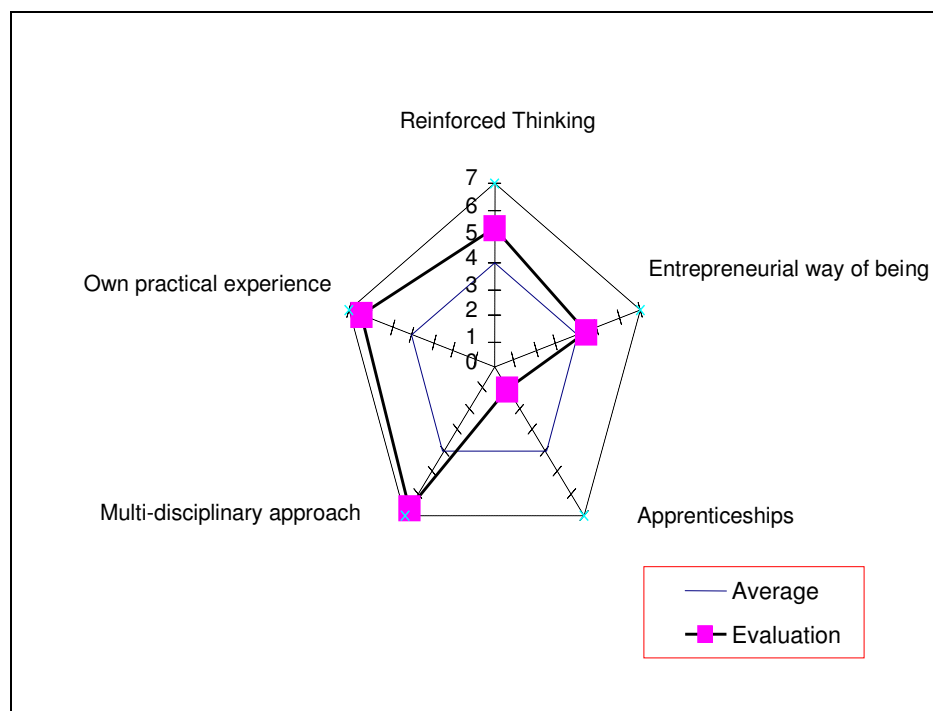 Reinforced Thinking
7
6
5
4
3
2
1
0
Entrepreneurial way of being
Own practical experience
Multi-disciplinary approach
Apprenticeships
Average
Evaluation